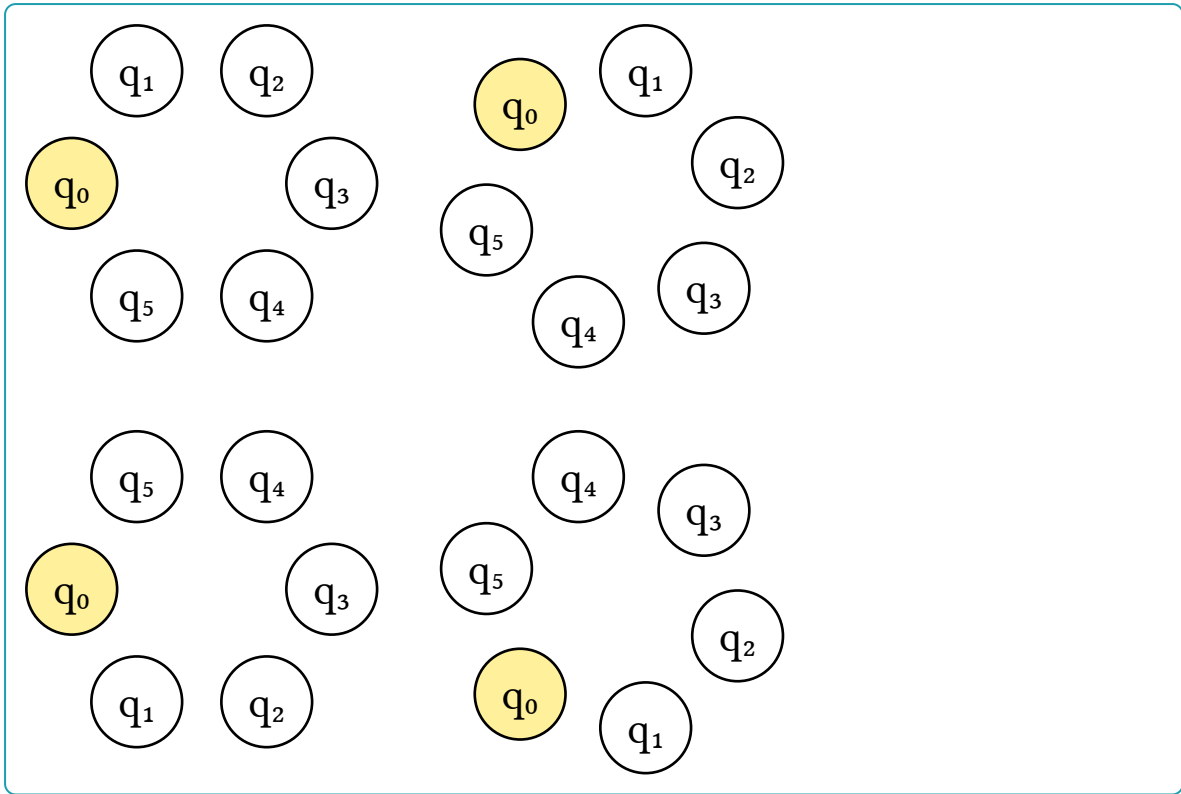 q₁ q₂ q₁
q₀
q₂
q₀ q₃
q₅
q₃
q₅ q₄
q₄
q₅ q₄ q₄
q₃
q₅
q₀ q₃
q₂
q₀
q₁ q₂
q₁